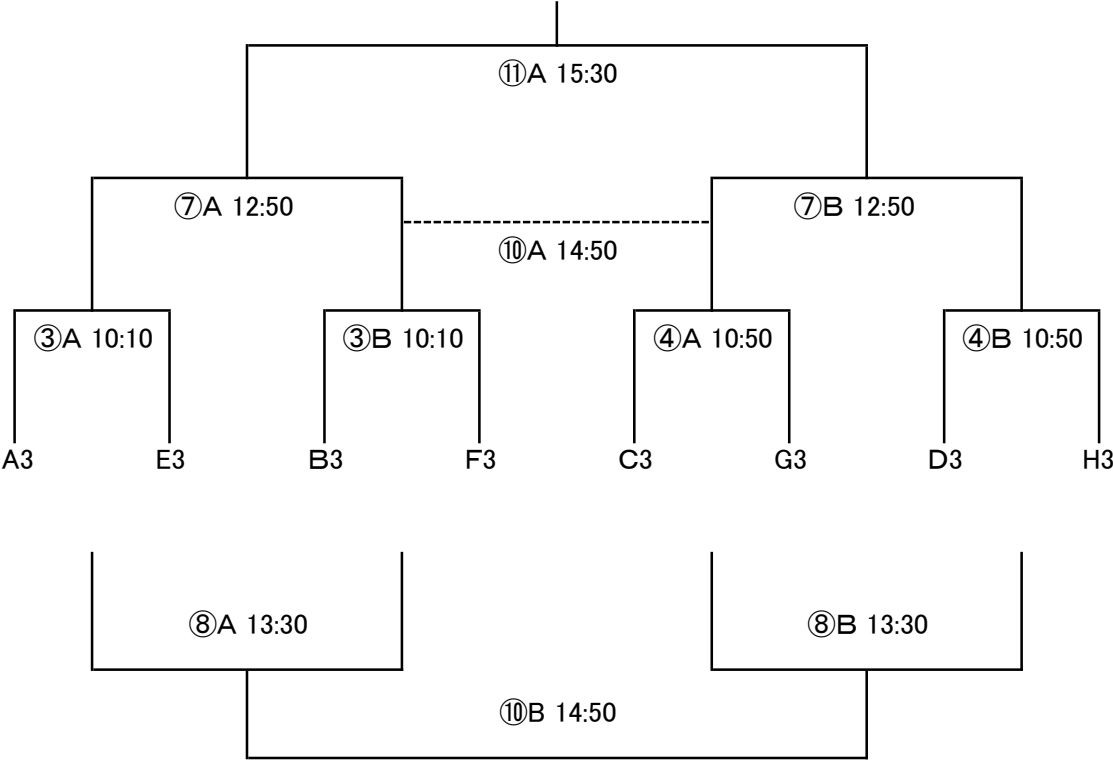 ⑪A 15:30
⑦A 12:50
⑦B 12:50
⑩A 14:50
③A 10:10
③B 10:10
④A 10:50
④B 10:50
A3
E3
B3
F3
C3
G3
D3
H3
⑧A 13:30
⑧B 13:30
⑩B 14:50